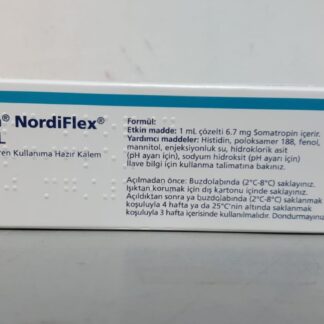 ® NordiFlex®
L
ren Kullanıma Hazır Kalem
Formül:
Etkin madde: 1 mL çözelti 6.7 mg Somatropin içerir.
Yardımcı maddeler: Histidin, poloksamer 188, fenol,
mannitol, enjeksiyonluk su, hidroklorik asit
(pH ayarı için), sodyum hidroksit (pH ayarı için)
İlave bilgi için kullanma talimatına bakınız.
Açılmadan önce: Buzdolabında (2°C-8°C) saklayınız.
Işıktan korumak için dış kartonu içinde saklayınız.
Açıldıktan sonra ya buzdolabında (2°C-8°C) saklanmak
koşuluyla 4 hafta ya da 25°C'nin altında saklanmak
koşuluyla 3 hafta içerisinde kullanılmalıdır. Dondurmayınız